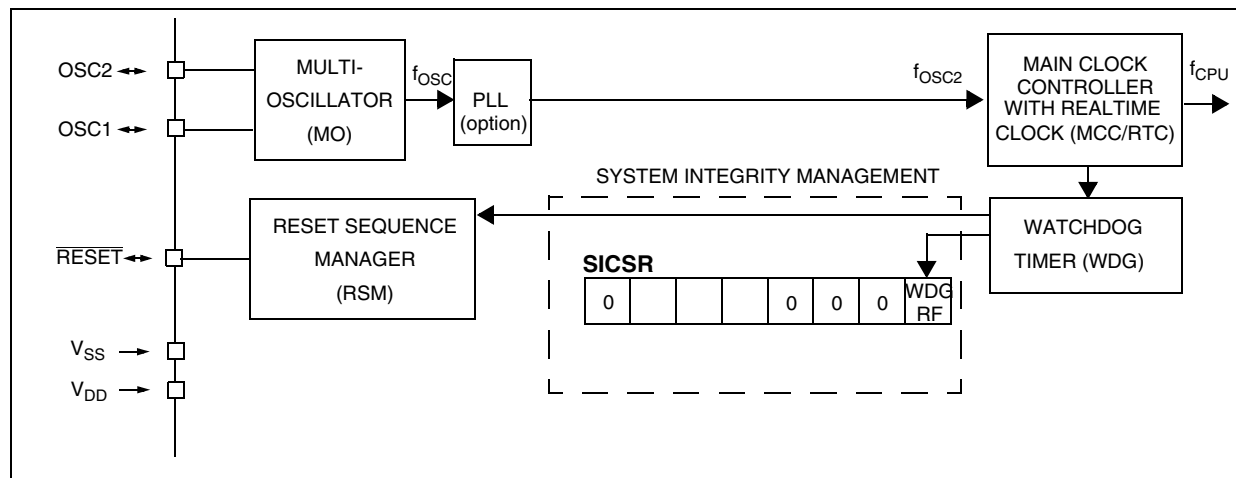 OSC2
OSC1
RESET
VSS
VDD
MULTI-
OSCILLATOR
(MO)
fOSC
PLL
(option)
fOSC2
MAIN CLOCK
CONTROLLER
WITH REALTIME
CLOCK (MCC/RTC)
fCPU
SYSTEM INTEGRITY MANAGEMENT
RESET SEQUENCE
MANAGER
(RSM)
WATCHDOG
TIMER (WDG)
SICSR
0 0 0 0 WDG
RF